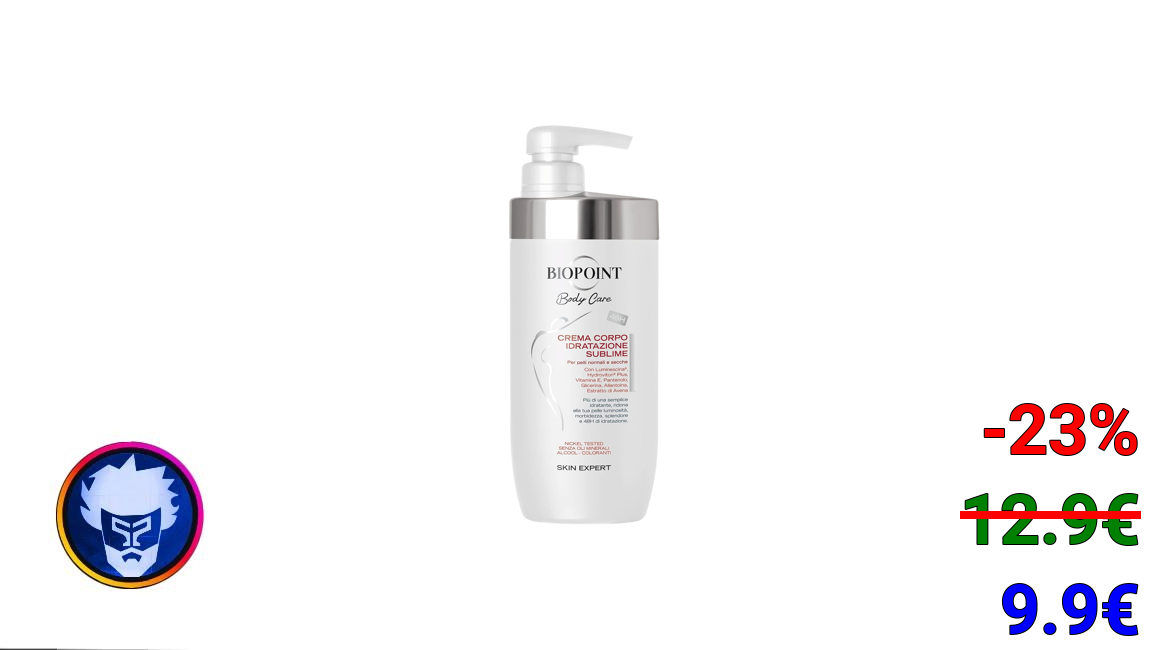 BIOPOINT
Body Care
CREMA CORPO
IDRATAZIONE
SUBLIME
Per pelli normali e secche
Con Luminescina®,
Hydroviton® Plus,
Vitamina E, Pantenolo,
Glicerina, Allantoina,
Estratto di Avena
Più di una semplice
idratante, ridona
alla tua pelle luminosità,
morbidezza, splendore
e 48H di idratazione.
NICKEL TESTED
SENZA OLI MINERALI
ALCOOL - COLORANTI
SKIN EXPERT
-23%
12.9€
9.9€